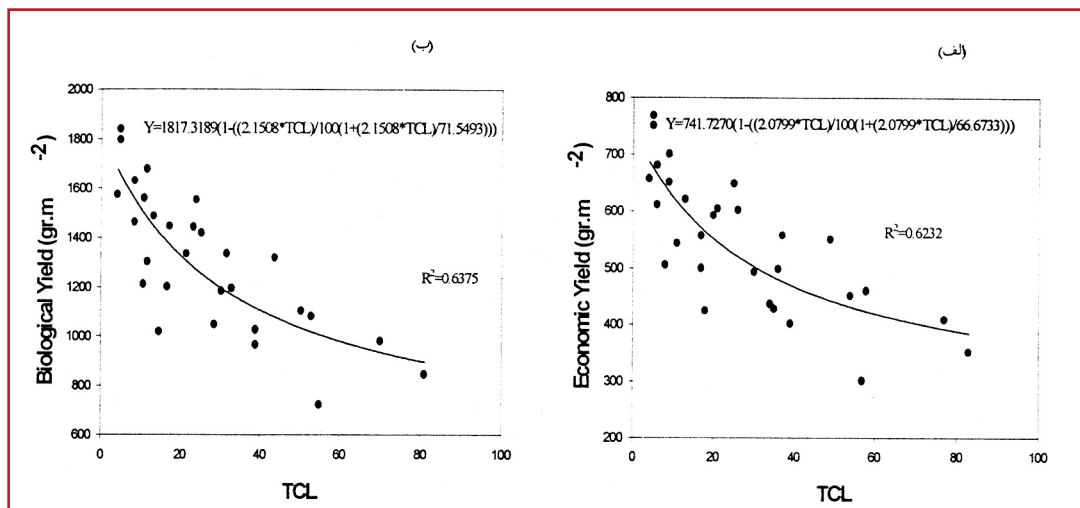 (ب)
2000
1800
1600
1400
1200
1000
800
600
0
20
40
60
80
100
Y=1817.3189(1-((2.1508*TCL)/100(1+(2.1508*TCL)/71.5493)))
R²=0.6375
Biological Yield (gr.m⁻²)
TCL
(الف)
800
700
600
500
400
300
200
0
20
40
60
80
100
Y=741.7270(1-((2.0799*TCL)/100(1+(2.0799*TCL)/66.6733)))
R²=0.6232
Economic Yield (gr.m⁻²)
TCL